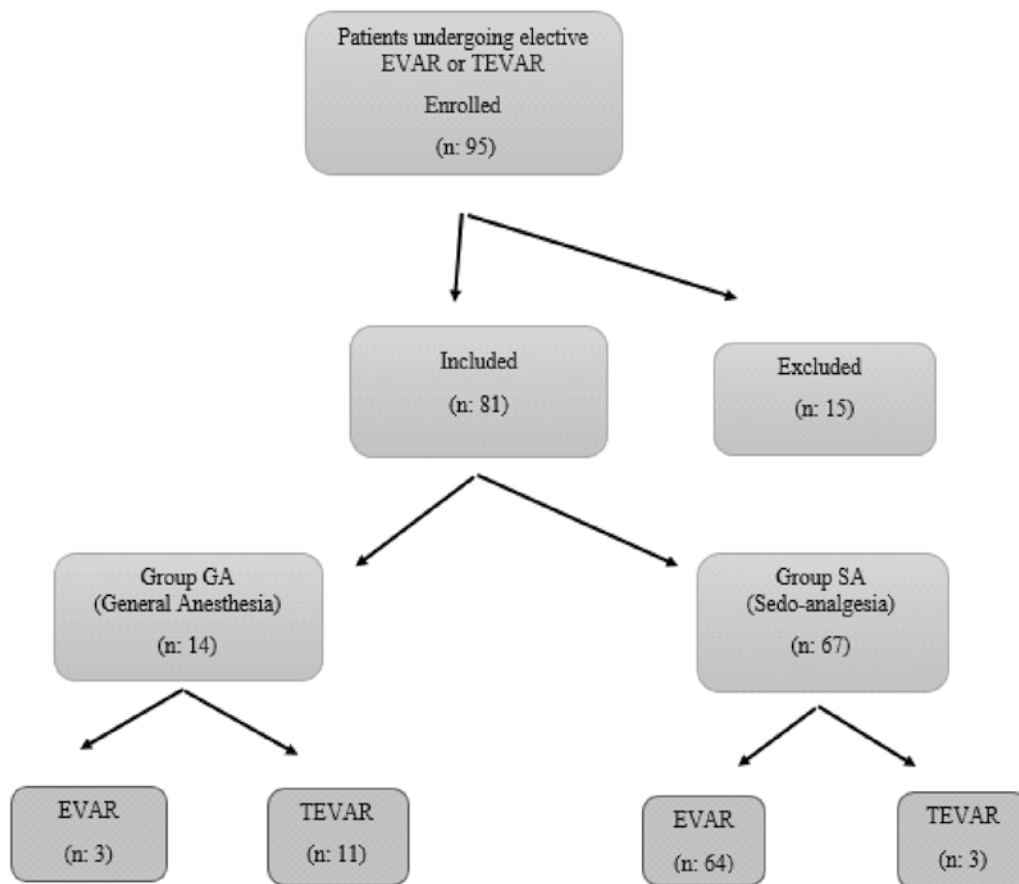 Patients undergoing elective
EVAR or TEVAR
Enrolled
(n: 95)
Included
(n: 81)
Excluded
(n: 15)
Group GA
(General Anesthesia)
(n: 14)
Group SA
(Sedo-analgesia)
(n: 67)
EVAR
(n: 3)
TEVAR
(n: 11)
EVAR
(n: 64)
TEVAR
(n: 3)